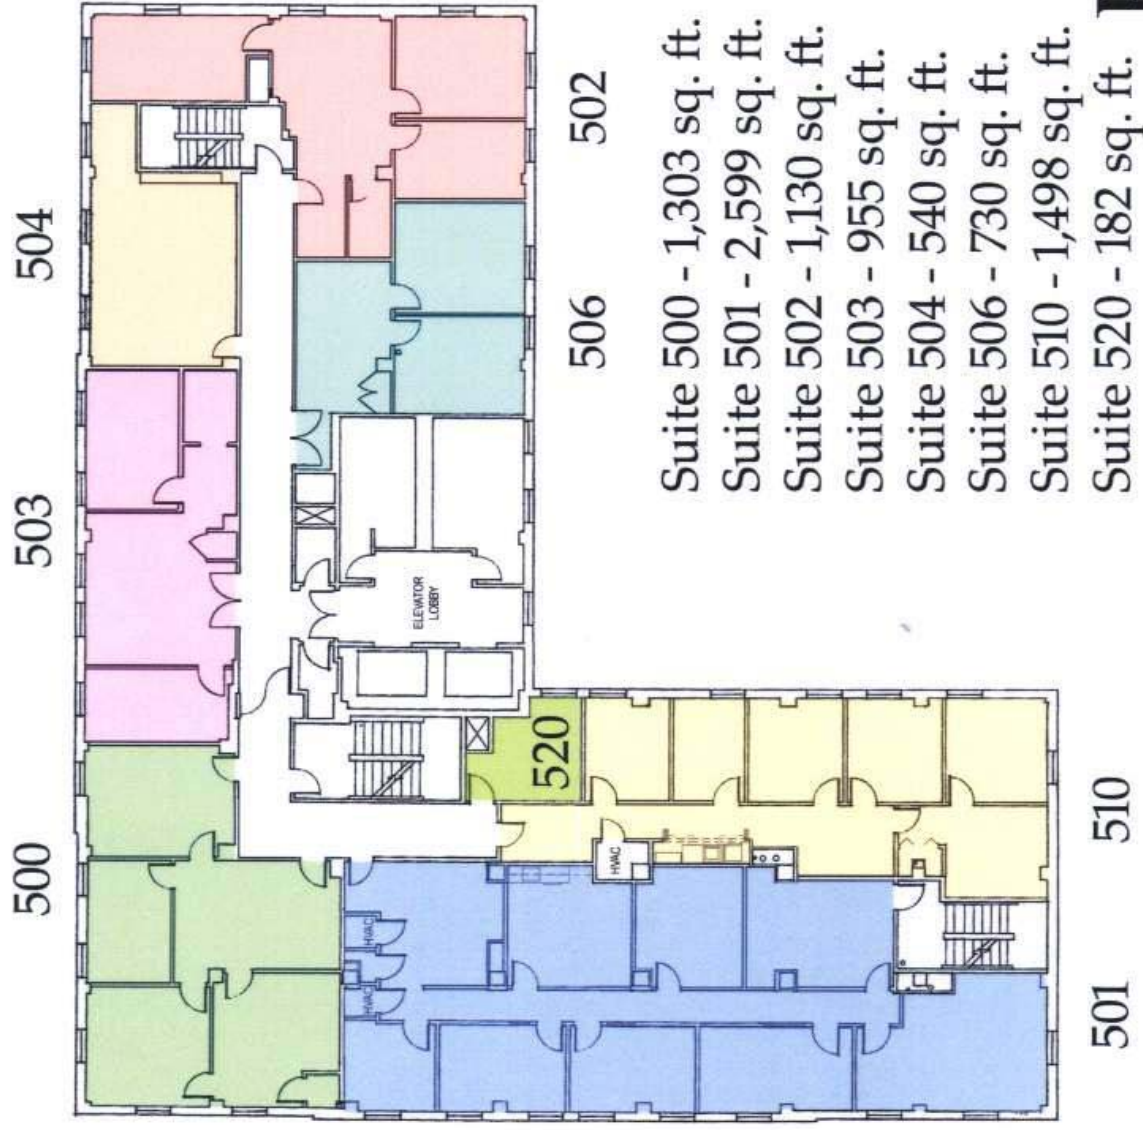 500
503
504
520
HVAC
HVAC
HVAC
ELEVATOR
LOBBY
501
510
506
502
Suite 500 - 1,303 sq. ft.
Suite 501 - 2,599 sq. ft.
Suite 502 - 1,130 sq. ft.
Suite 503 - 955 sq. ft.
Suite 504 - 540 sq. ft.
Suite 506 - 730 sq. ft.
Suite 510 - 1,498 sq. ft.
Suite 520 - 182 sq. ft.